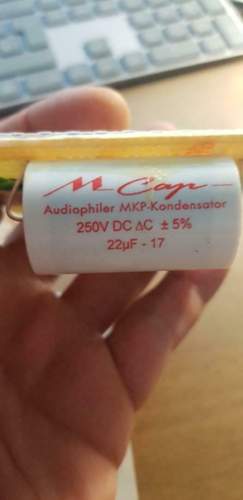 M Cap
Audiophiler MKP-Kondensator
250V DC ΔC ± 5%
22µF - 17